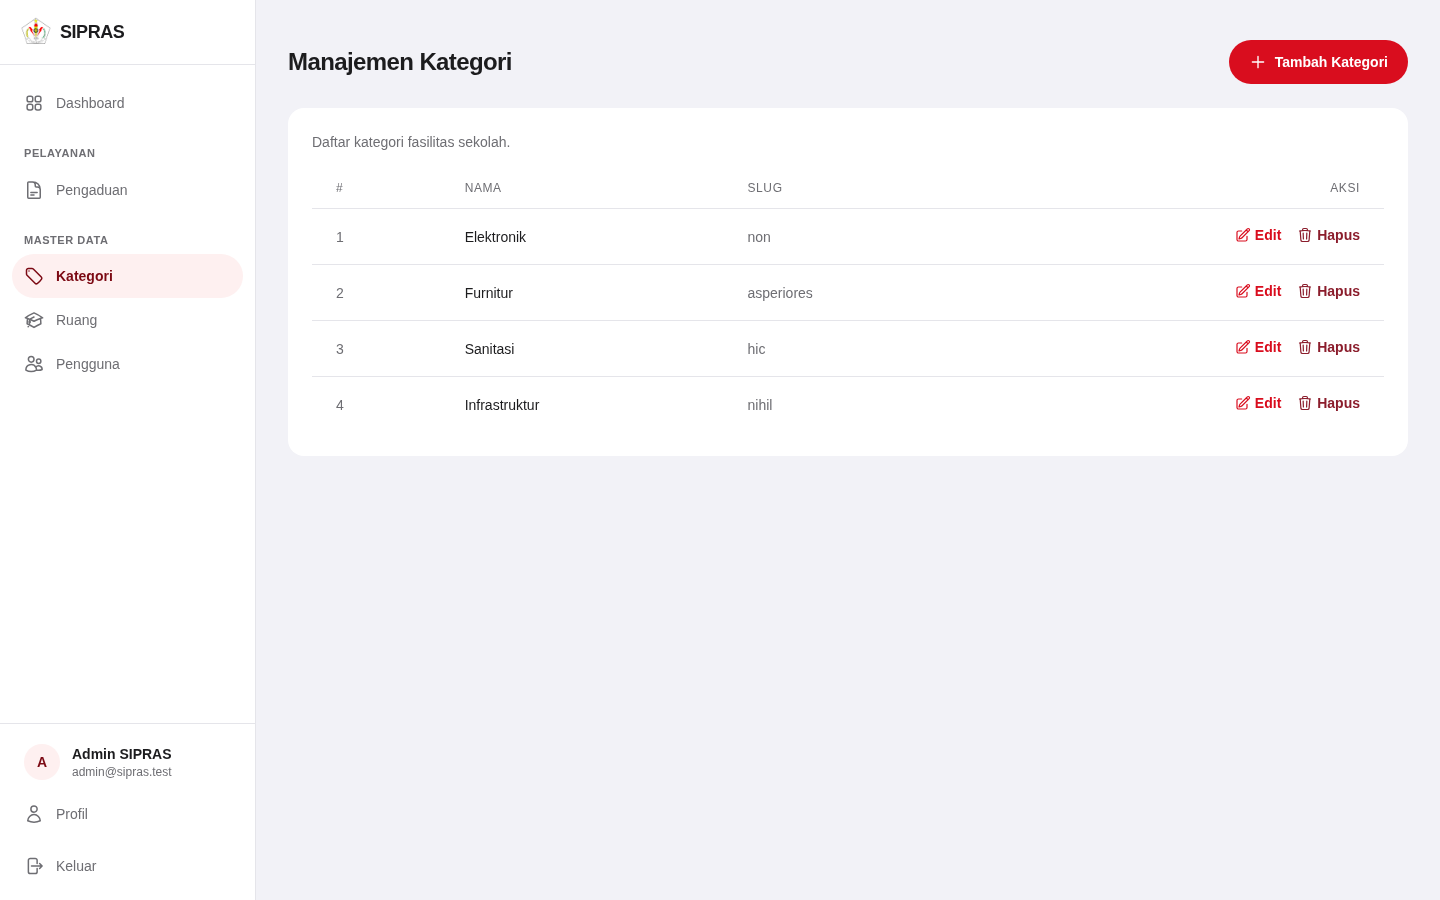 SIPRAS
Dashboard
PELAYANAN
Pengaduan
MASTER DATA
Kategori
Ruang
Pengguna
A
Admin SIPRAS
admin@sipras.test
Profil
Keluar
Manajemen Kategori
Tambah Kategori
Daftar kategori fasilitas sekolah.
# NAMA SLUG AKSI
1 Elektronik non Edit Hapus
2 Furnitur asperiores Edit Hapus
3 Sanitasi hic Edit Hapus
4 Infrastruktur nihil Edit Hapus